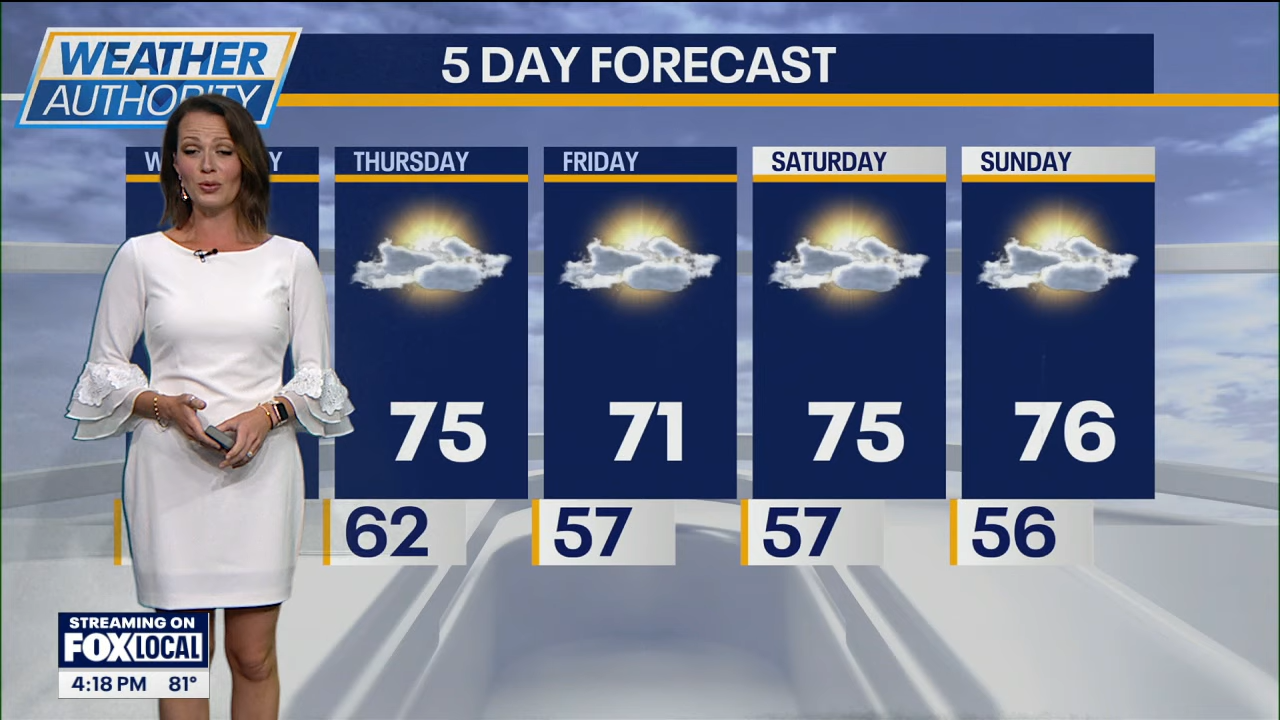 WEATHER
AUTHORITY
5 DAY FORECAST
THURSDAY
FRIDAY
SATURDAY
SUNDAY
75
71
75
76
62
57
57
56
STREAMING ON
FOX LOCAL
4:18 PM 81°